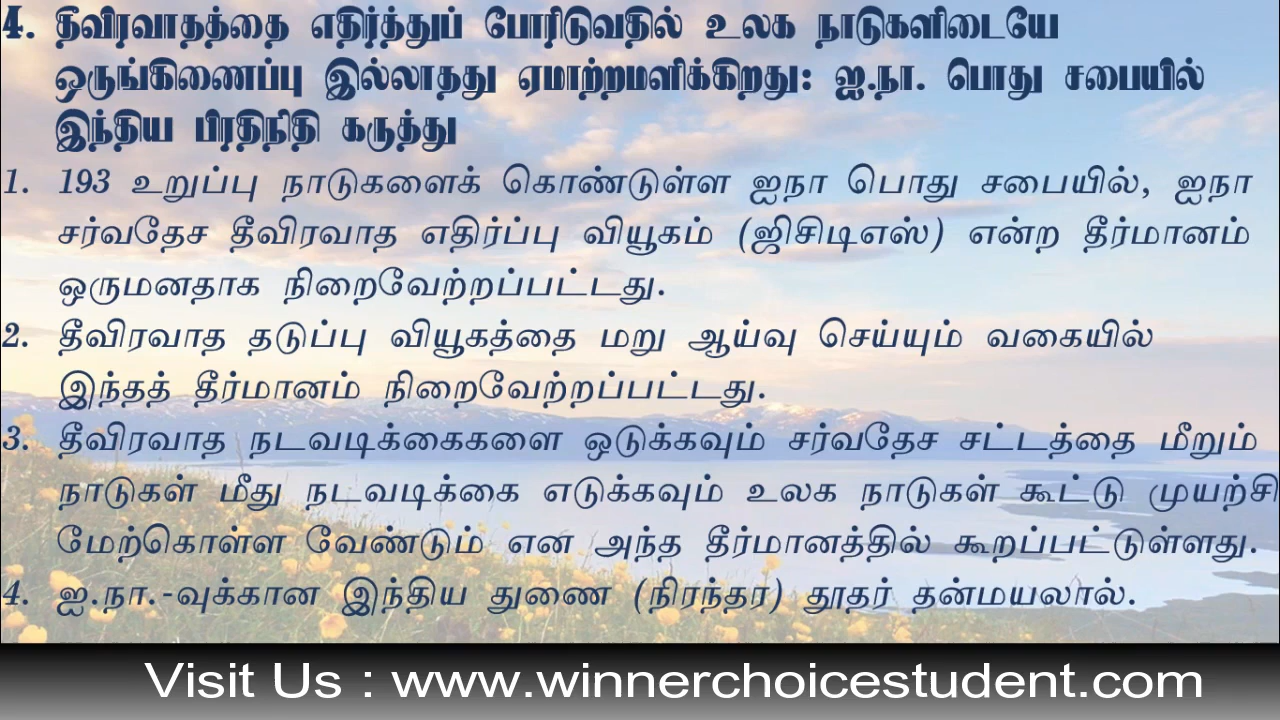 4. தீவிரவாதத்தை எதிர்த்துப் போரிடுவதில் உலக நாடுகளிடையே
ஒருங்கிணைப்பு இல்லாதது ஏமாற்றமளிக்கிறது: ஐ.நா. பொது சபையில்
இந்திய பிரதிநிதி கருத்து
1. 193 உறுப்பு நாடுகளைக் கொண்டுள்ள ஐநா பொது சபையில், ஐநா
சர்வதேச தீவிரவாத எதிர்ப்பு வியூகம் (ஜிசிடிஎஸ்) என்ற தீர்மானம்
ஒருமனதாக நிறைவேற்றப்பட்டது.
2. தீவிரவாத தடுப்பு வியூகத்தை மறு ஆய்வு செய்யும் வகையில்
இந்தத் தீர்மானம் நிறைவேற்றப்பட்டது.
3. தீவிரவாத நடவடிக்கைகளை ஒடுக்கவும் சர்வதேச சட்டத்தை மீறும்
நாடுகள் மீது நடவடிக்கை எடுக்கவும் உலக நாடுகள் கூட்டு முயற்சி
மேற்கொள்ள வேண்டும் என அந்த தீர்மானத்தில் கூறப்பட்டுள்ளது.
4. ஐ.நா.-வுக்கான இந்திய துணை (நிரந்தர) தூதர் தன்மயலால்.
Visit Us : www.winnerchoicestudent.com